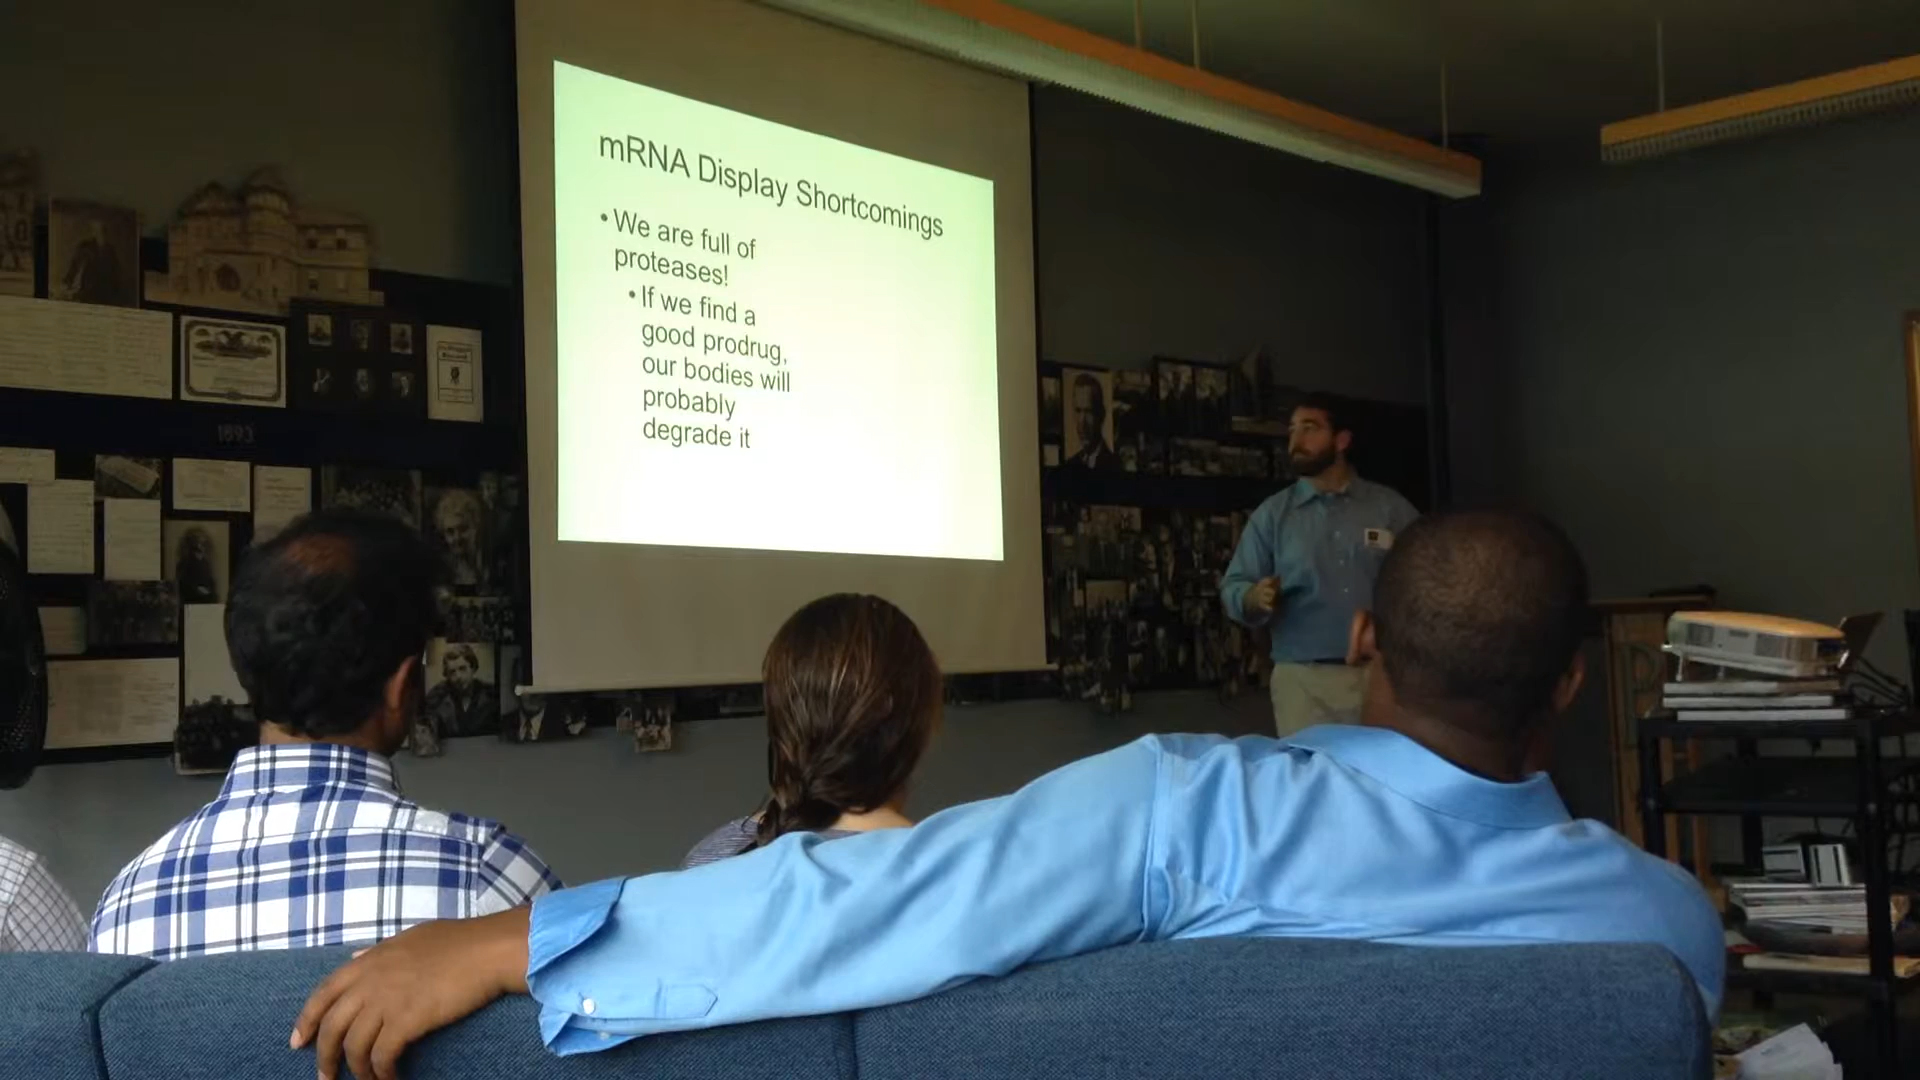 mRNA Display Shortcomings
• We are full of
proteases!
• If we find a
good prodrug,
our bodies will
probably
degrade it
1893